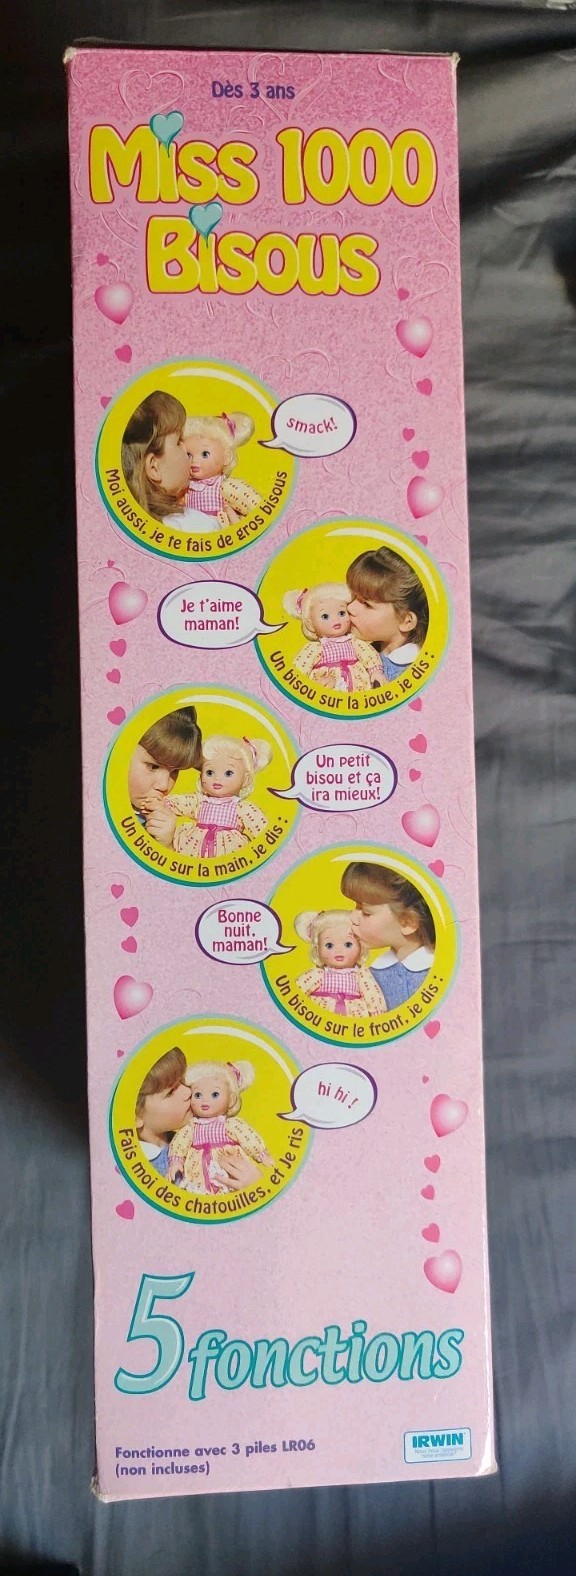 Dès 3 ans
Miss 1000
Bisous
smack!
Moi aussi, je te fais de gros bisous
Je t'aime
maman!
Un bisou sur la joue, je dis :
Un petit
bisou et ça
ira mieux!
Un bisou sur la main, je dis :
Bonne
nuit,
maman!
Un bisou sur le front, je dis :
hi hi !
Fais moi des chatouilles, et je ris
5 fonctions
Fonctionne avec 3 piles LR06
(non incluses)
IRWIN